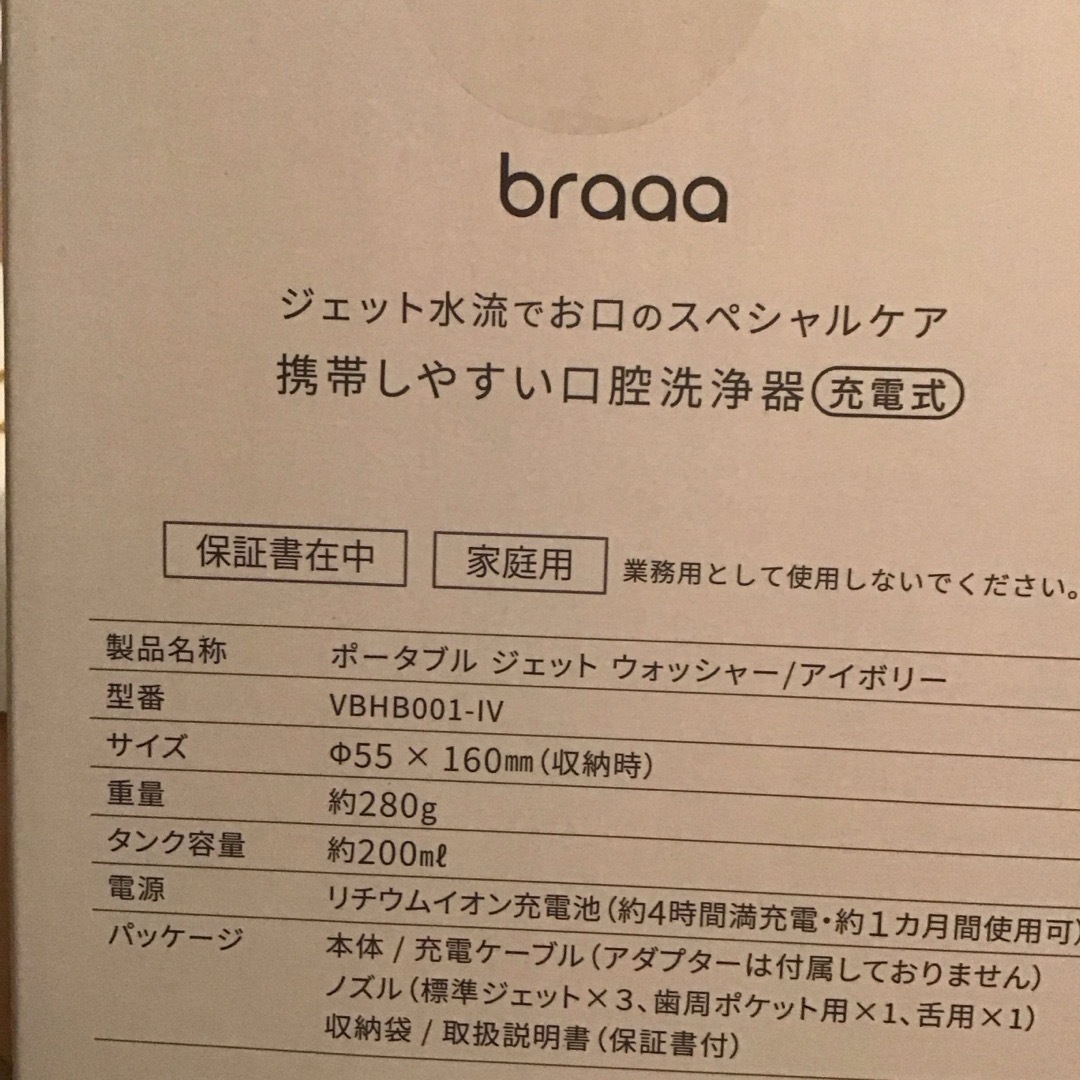 braaa
ジェット水流でお口のスペシャルケア
携帯しやすい口腔洗浄器 充電式
保証書在中 家庭用 業務用として使用しないでください。
製品名称 ポータブル ジェット ウォッシャー/アイボリー
型番 VBHB001-IV
サイズ Φ55 × 160㎜(収納時)
重量 約280g
タンク容量 約200㎖
電源 リチウムイオン充電池(約4時間満充電・約1カ月間使用可)
パッケージ 本体 / 充電ケーブル(アダプターは付属しておりません)
ノズル(標準ジェット×3、歯周ポケット用×1、舌用×1)
収納袋 / 取扱説明書(保証書付)